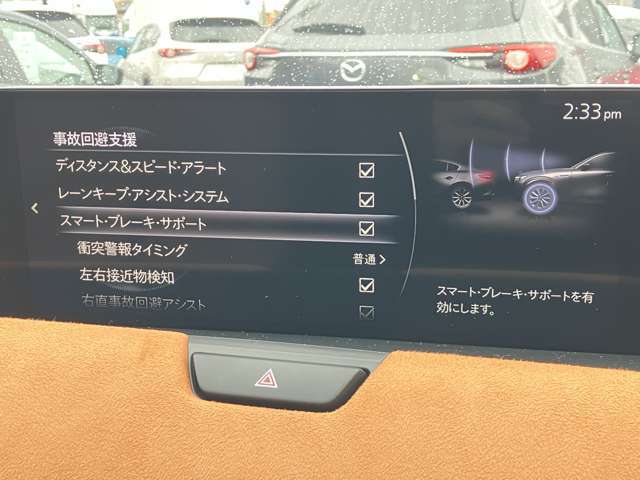 2:33 pm
事故回避支援
ディスタンス&スピード・アラート
レーンキープ・アシスト・システム
スマート・ブレーキ・サポート
衝突警報タイミング
普通
左右接近物検知
右直事故回避アシスト
スマート・ブレーキ・サポートを有
効にします。